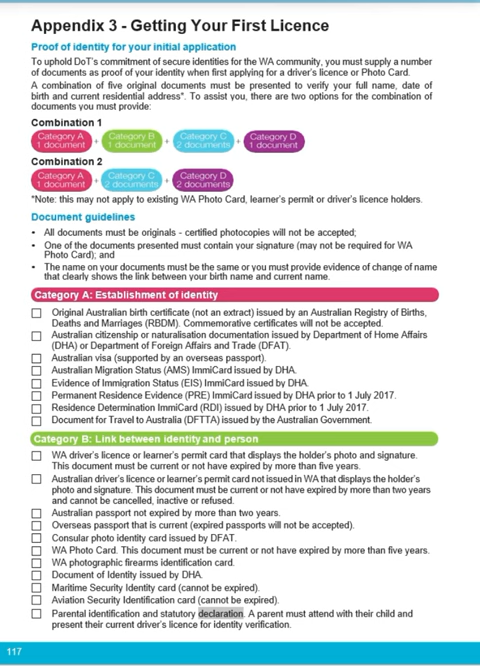 Appendix 3 - Getting Your First Licence
Proof of identity for your initial application
To uphold DoT's commitment of secure identities for the WA community, you must supply a number
of documents as proof of your identity when first applying for a driver's licence or Photo Card.
A combination of five original documents must be presented to verify your full name, date of
birth and current residential address*. To assist you, there are two options for the combination of
documents you must provide:
Combination 1
Category A 1 document + Category B 1 document + Category C 2 documents + Category D 1 document
Combination 2
Category A 1 document + Category C 2 documents + Category D 2 documents
*Note: this may not apply to existing WA Photo Card, learner's permit or driver's licence holders.
Document guidelines
• All documents must be originals - certified photocopies will not be accepted;
• One of the documents presented must contain your signature (may not be required for WA
Photo Card); and
• The name on your documents must be the same or you must provide evidence of change of name
that clearly shows the link between your birth name and current name.
Category A: Establishment of identity
Original Australian birth certificate (not an extract) issued by an Australian Registry of Births,
Deaths and Marriages (RBDM). Commemorative certificates will not be accepted.
Australian citizenship or naturalisation documentation issued by Department of Home Affairs
(DHA) or Department of Foreign Affairs and Trade (DFAT).
Australian visa (supported by an overseas passport).
Australian Migration Status (AMS) ImmiCard issued by DHA.
Evidence of Immigration Status (EIS) ImmiCard issued by DHA.
Permanent Residence Evidence (PRE) ImmiCard issued by DHA prior to 1 July 2017.
Residence Determination ImmiCard (RDI) issued by DHA prior to 1 July 2017.
Document for Travel to Australia (DFTTA) issued by the Australian Government.
Category B: Link between identity and person
WA driver's licence or learner's permit card that displays the holder's photo and signature.
This document must be current or not have expired by more than five years.
Australian driver's licence or learner's permit card not issued in WA that displays the holder's
photo and signature. This document must be current or not have expired by more than two years
and cannot be cancelled, inactive or refused.
Australian passport not expired by more than two years.
Overseas passport that is current (expired passports will not be accepted).
Consular photo identity card issued by DFAT.
WA Photo Card. This document must be current or not have expired by more than five years.
WA photographic firearms identification card.
Document of Identity issued by DHA.
Maritime Security Identity card (cannot be expired).
Aviation Security Identification card (cannot be expired).
Parental identification and statutory declaration. A parent must attend with their child and
present their current driver's licence for identity verification.
117